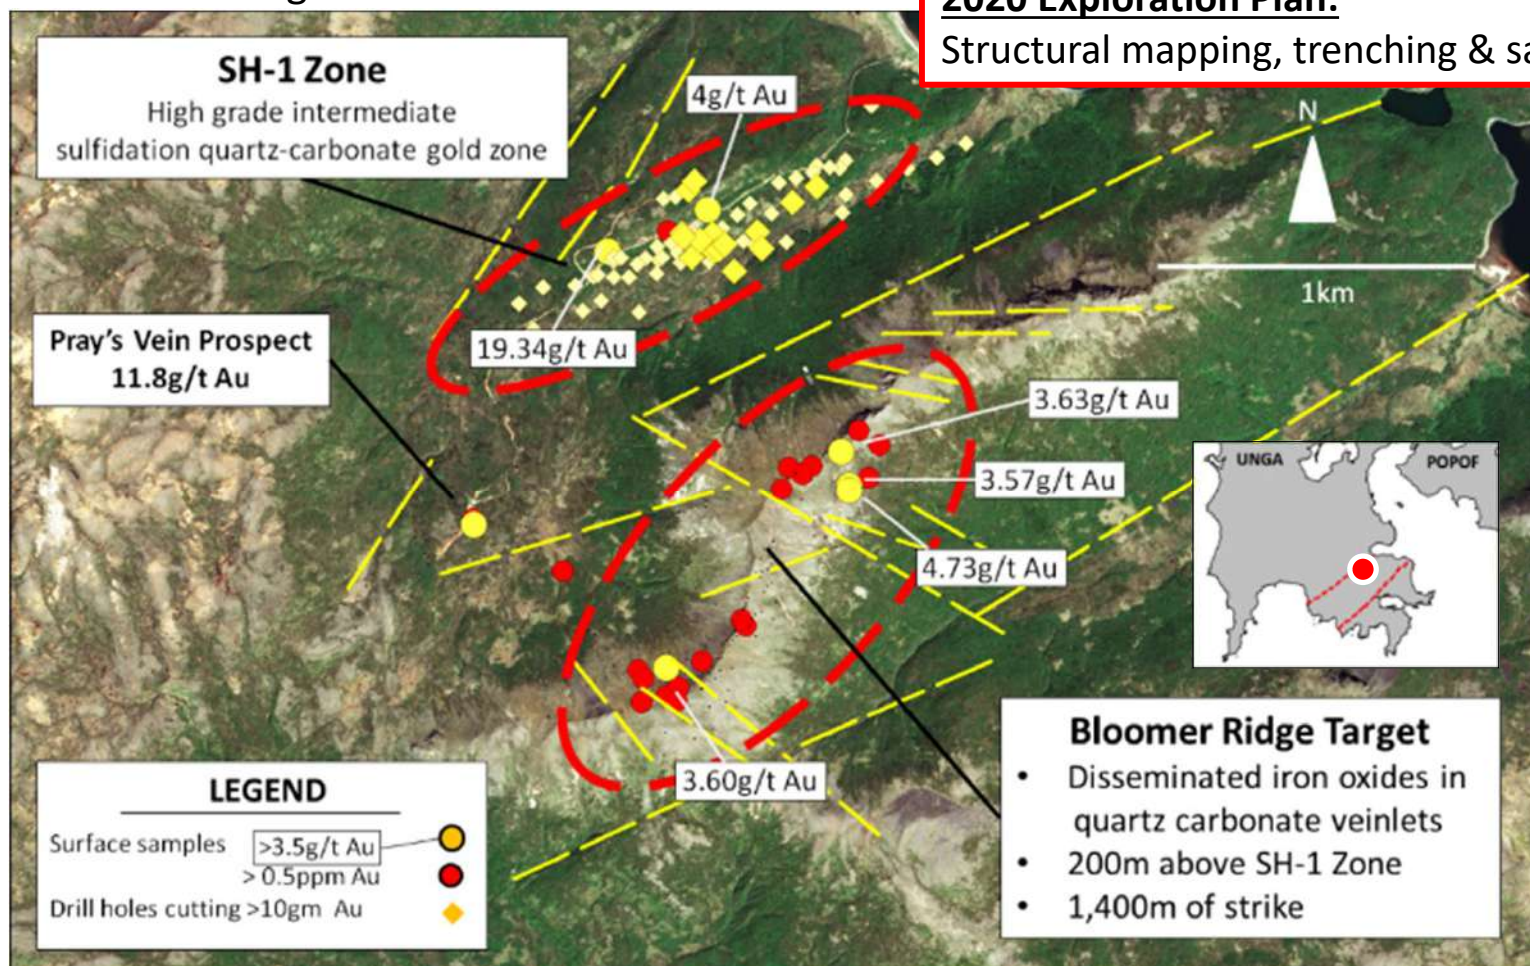 2020 Exploration Plan:
Structural mapping, trenching &
SH-1 Zone
High grade intermediate
sulfidation quartz-carbonate gold zone
4g/t Au
N
1km
19.34g/t Au
Pray's Vein Prospect
11.8g/t Au
3.63g/t Au
3.57g/t Au
4.73g/t Au
3.60g/t Au
UNGA
POPOF
Bloomer Ridge Target
• Disseminated iron oxides in
quartz carbonate veinlets
• 200m above SH-1 Zone
• 1,400m of strike
LEGEND
Surface samples >3.5g/t Au
> 0.5ppm Au
Drill holes cutting >10gm Au